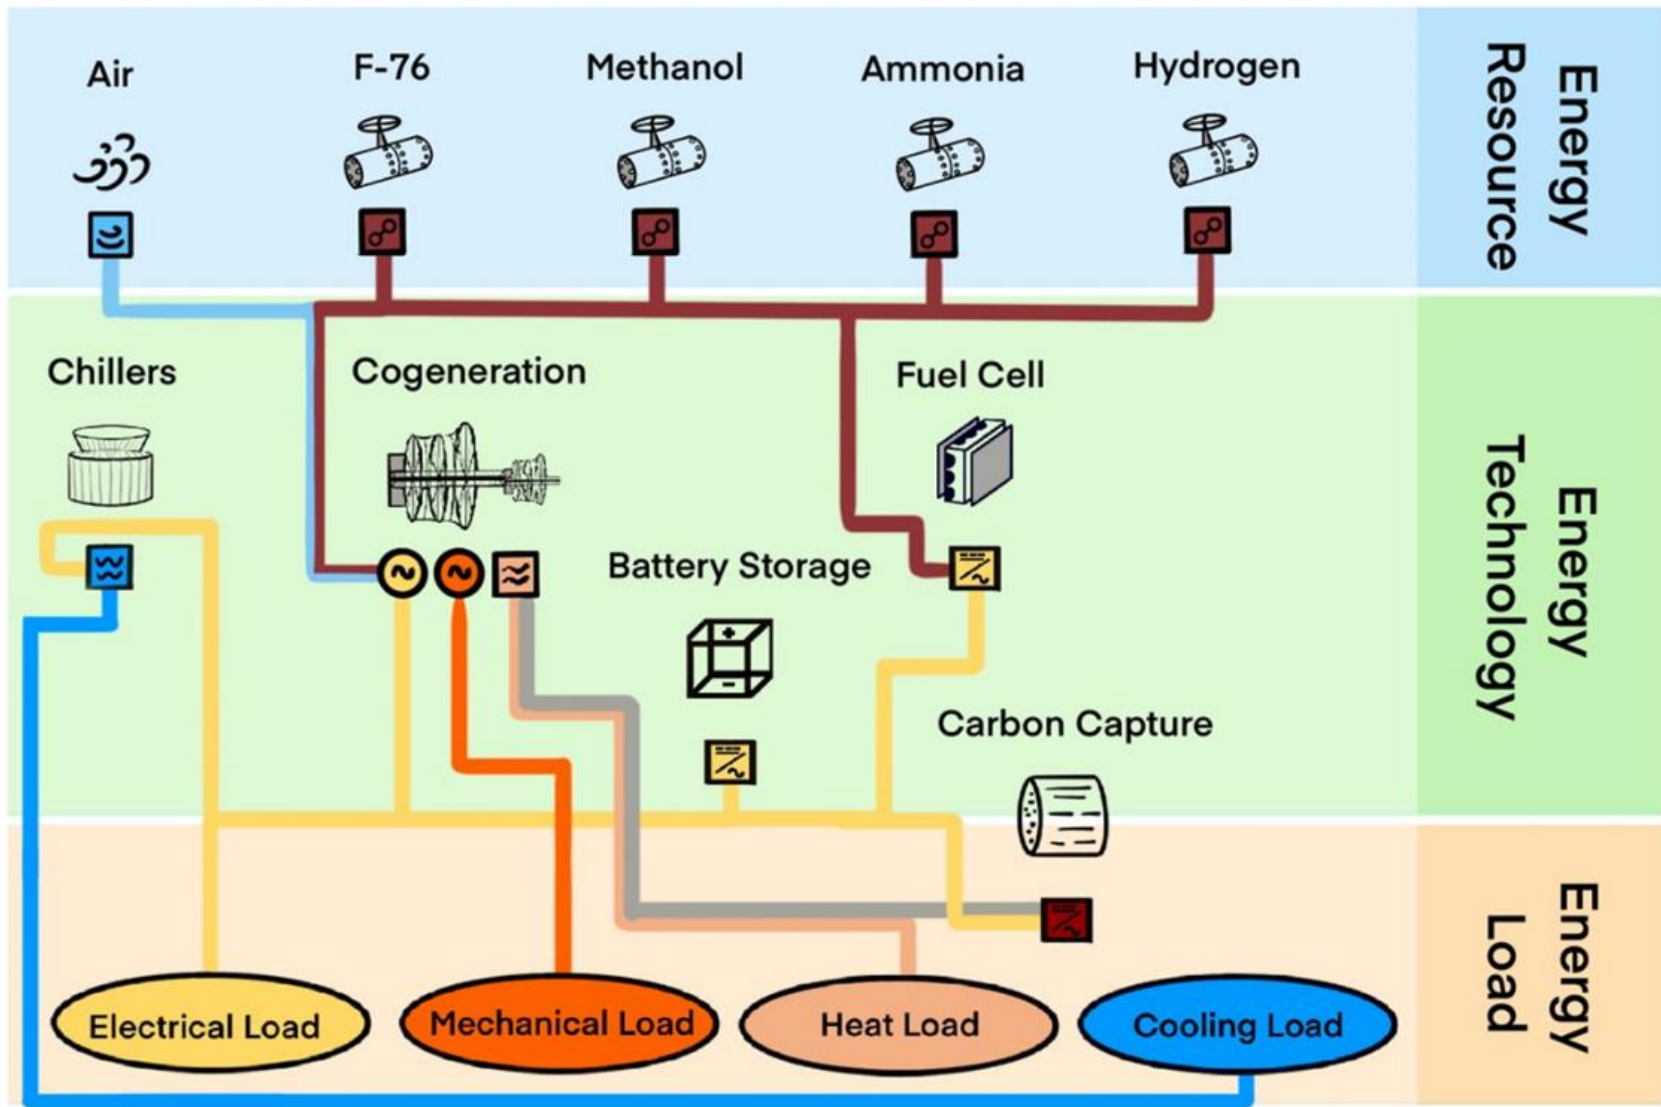 Air
F-76
Methanol
Ammonia
Hydrogen
Energy
Resource
Chillers
Cogeneration
Fuel Cell
Battery Storage
Carbon Capture
Energy
Technology
Electrical Load
Mechanical Load
Heat Load
Cooling Load
Energy
Load